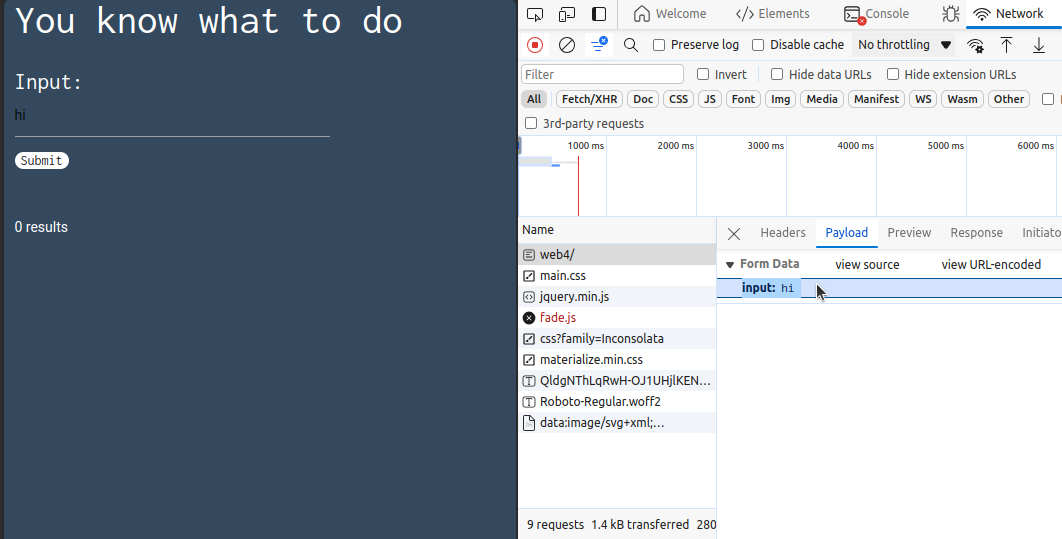 You know what to do
Input:
hi
Submit
0 results
Welcome
Elements
Console
Network
Preserve log
Disable cache
No throttling
Filter
Invert
Hide data URLs
Hide extension URLs
All
Fetch/XHR
Doc
CSS
JS
Font
Img
Media
Manifest
WS
Wasm
Other
3rd-party requests
1000 ms
2000 ms
3000 ms
4000 ms
5000 ms
6000 ms
Name
web4/
main.css
jquery.min.js
fade.js
css?family=Inconsolata
materialize.min.css
QldgNThLqRwH-OJ1UHjlKEN...
Roboto-Regular.woff2
data:image/svg+xml;...
9 requests 1.4 kB transferred 280
Headers
Payload
Preview
Response
Initiato
Form Data
view source
view URL-encoded
input: hi